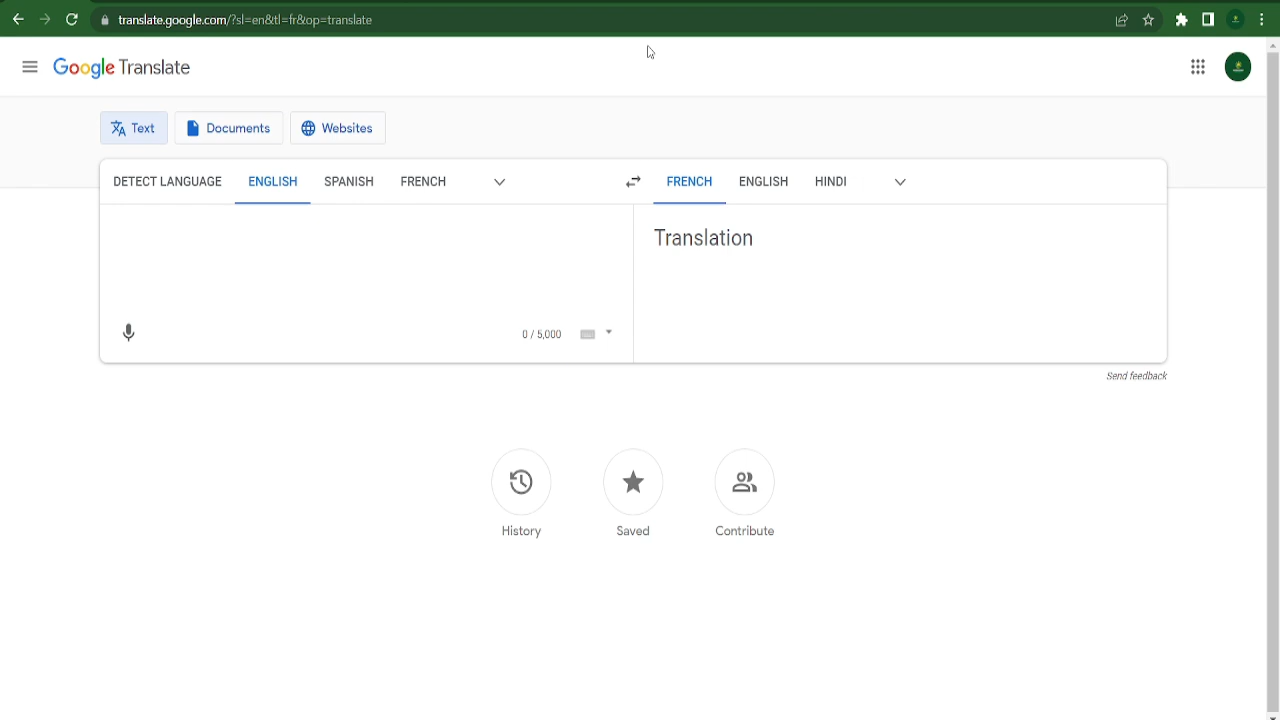 translate.google.com/?sl=en&tl=fr&op=translate
Google Translate
Text Documents Websites
DETECT LANGUAGE ENGLISH SPANISH FRENCH FRENCH ENGLISH HINDI
Translation
0 / 5,000
Send feedback
History Saved Contribute